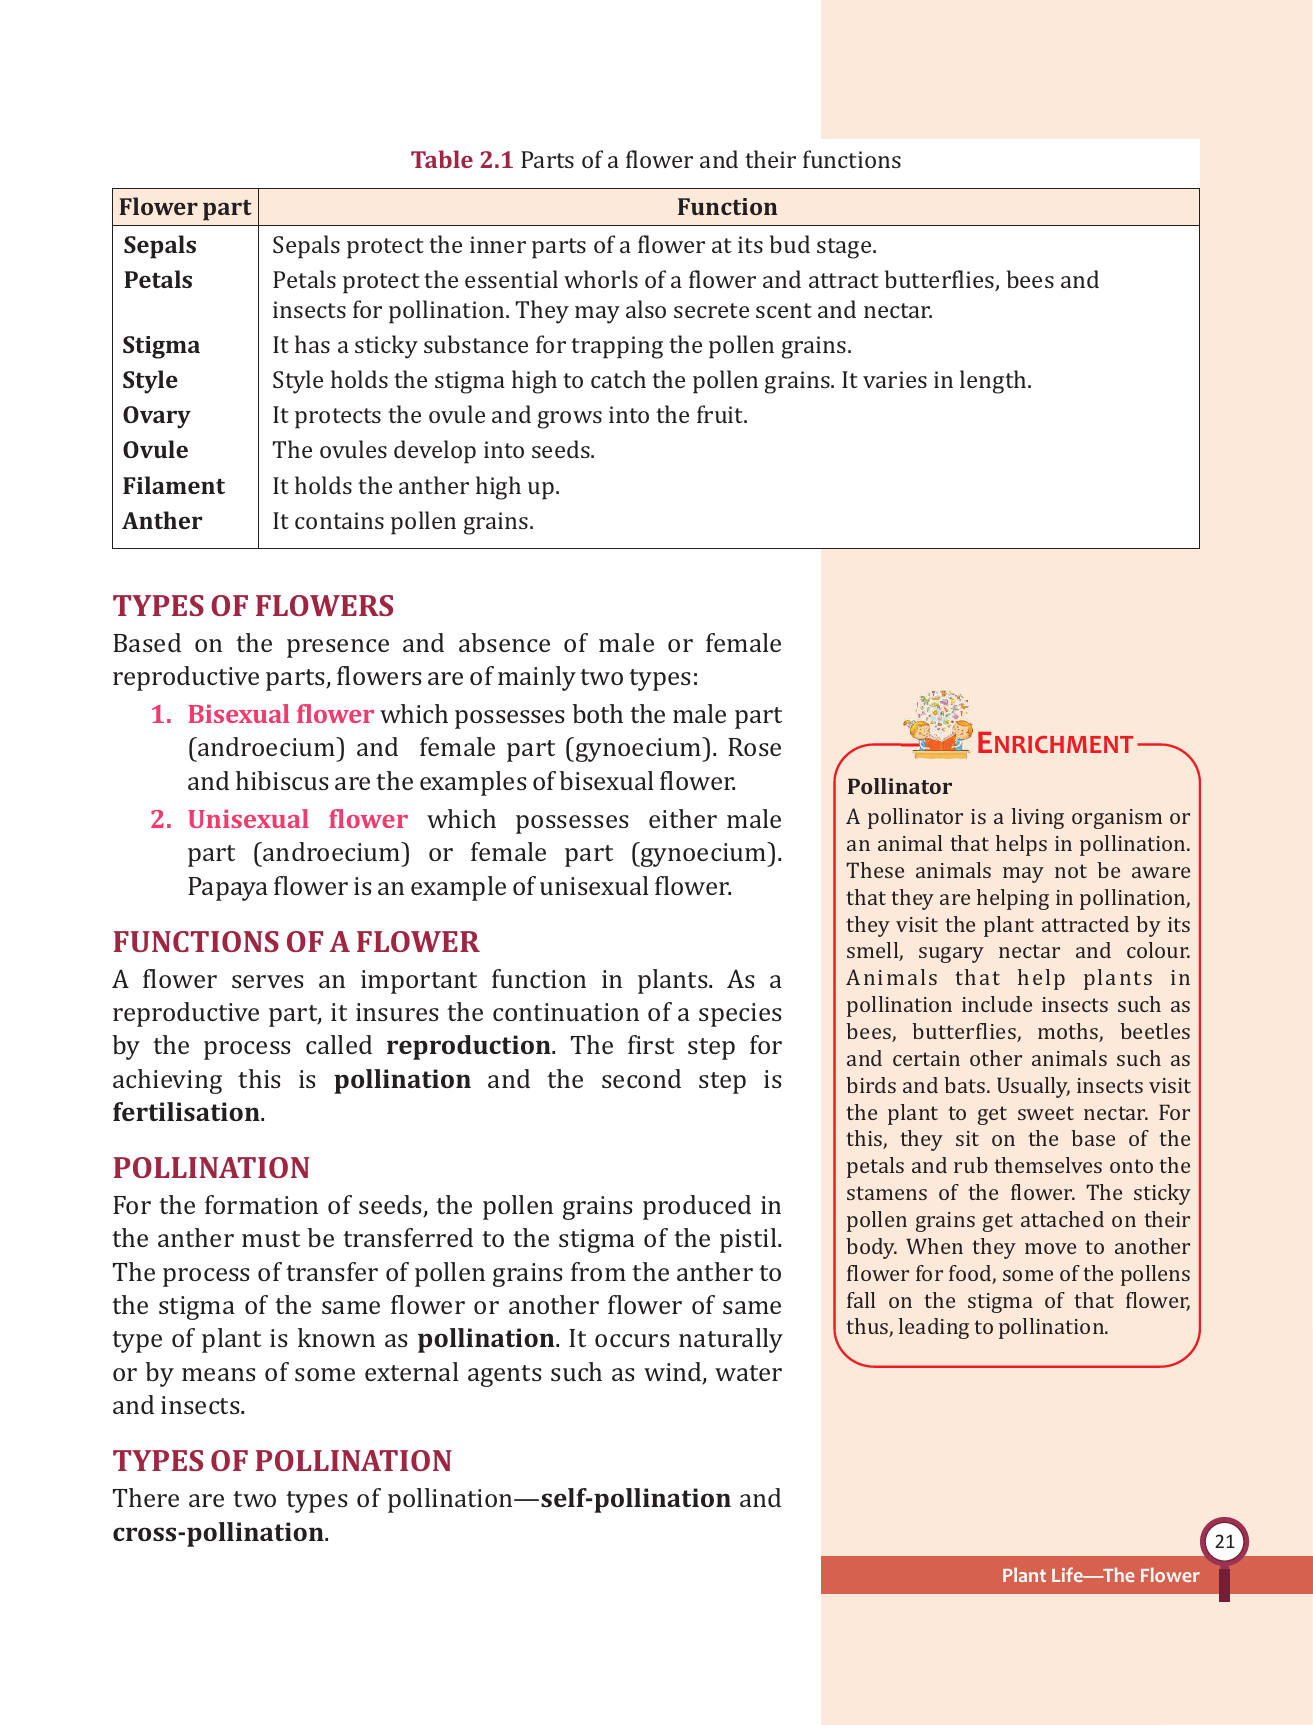 Table 2.1 Parts of a flower and their functions
Flower part Function
Sepals Sepals protect the inner parts of a flower at its bud stage.
Petals Petals protect the essential whorls of a flower and attract butterflies, bees and
insects for pollination. They may also secrete scent and nectar.
Stigma It has a sticky substance for trapping the pollen grains.
Style Style holds the stigma high to catch the pollen grains. It varies in length.
Ovary It protects the ovule and grows into the fruit.
Ovule The ovules develop into seeds.
Filament It holds the anther high up.
Anther It contains pollen grains.
TYPES OF FLOWERS
Based on the presence and absence of male or female
reproductive parts, flowers are of mainly two types:
1. Bisexual flower which possesses both the male part
(androecium) and female part (gynoecium). Rose
and hibiscus are the examples of bisexual flower.
2. Unisexual flower which possesses either male
part (androecium) or female part (gynoecium).
Papaya flower is an example of unisexual flower.
FUNCTIONS OF A FLOWER
A flower serves an important function in plants. As a
reproductive part, it insures the continuation of a species
by the process called reproduction. The first step for
achieving this is pollination and the second step is
fertilisation.
POLLINATION
For the formation of seeds, the pollen grains produced in
the anther must be transferred to the stigma of the pistil.
The process of transfer of pollen grains from the anther to
the stigma of the same flower or another flower of same
type of plant is known as pollination. It occurs naturally
or by means of some external agents such as wind, water
and insects.
TYPES OF POLLINATION
There are two types of pollination—self-pollination and
cross-pollination.
ENRICHMENT
Pollinator
A pollinator is a living organism or
an animal that helps in pollination.
These animals may not be aware
that they are helping in pollination,
they visit the plant attracted by its
smell, sugary nectar and colour.
Animals that help plants in
pollination include insects such as
bees, butterflies, moths, beetles
and certain other animals such as
birds and bats. Usually, insects visit
the plant to get sweet nectar. For
this, they sit on the base of the
petals and rub themselves onto the
stamens of the flower. The sticky
pollen grains get attached on their
body. When they move to another
flower for food, some of the pollens
fall on the stigma of that flower,
thus, leading to pollination.
21
Plant Life—The Flower